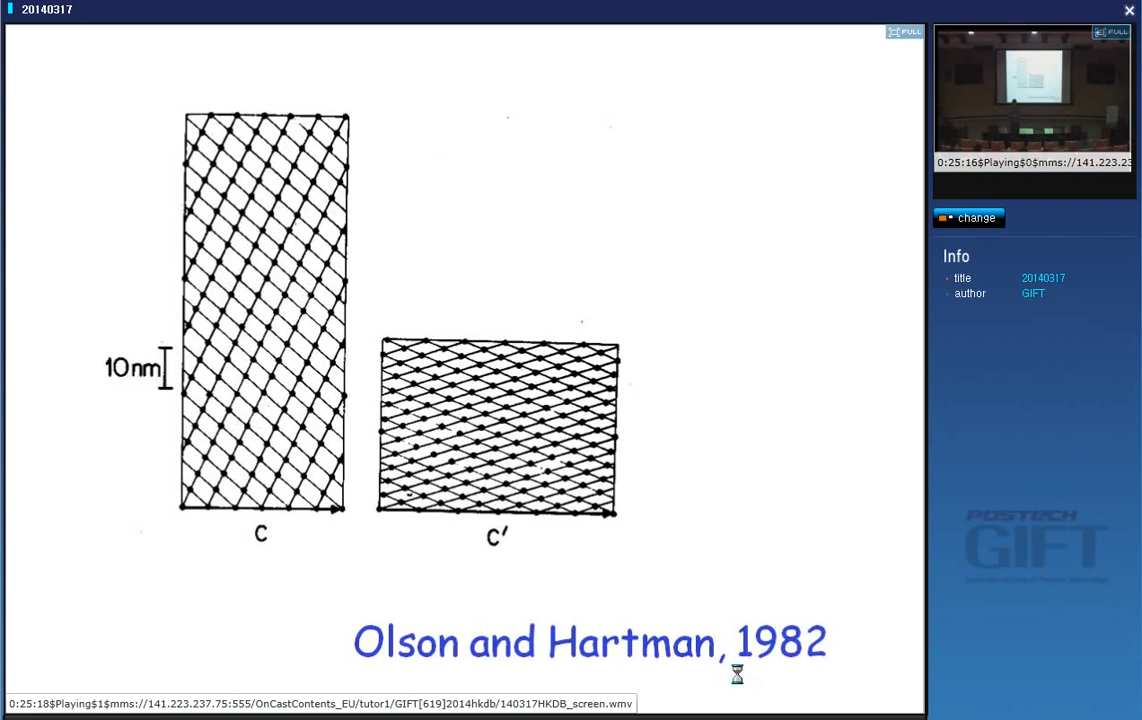 20140317
FULL
FULL
0:25:16$Playing$0$mms://141.223.23
change
Info
title 20140317
author GIFT
10nm
C
C'
Olson and Hartman, 1982
POSTECH
GIFT
0:25:18$Playing$1$mms://141.223.237.75:555/OnCastContents_EU/tutor1/GIFT[619]2014hkdb/140317HKDB_screen.wmv